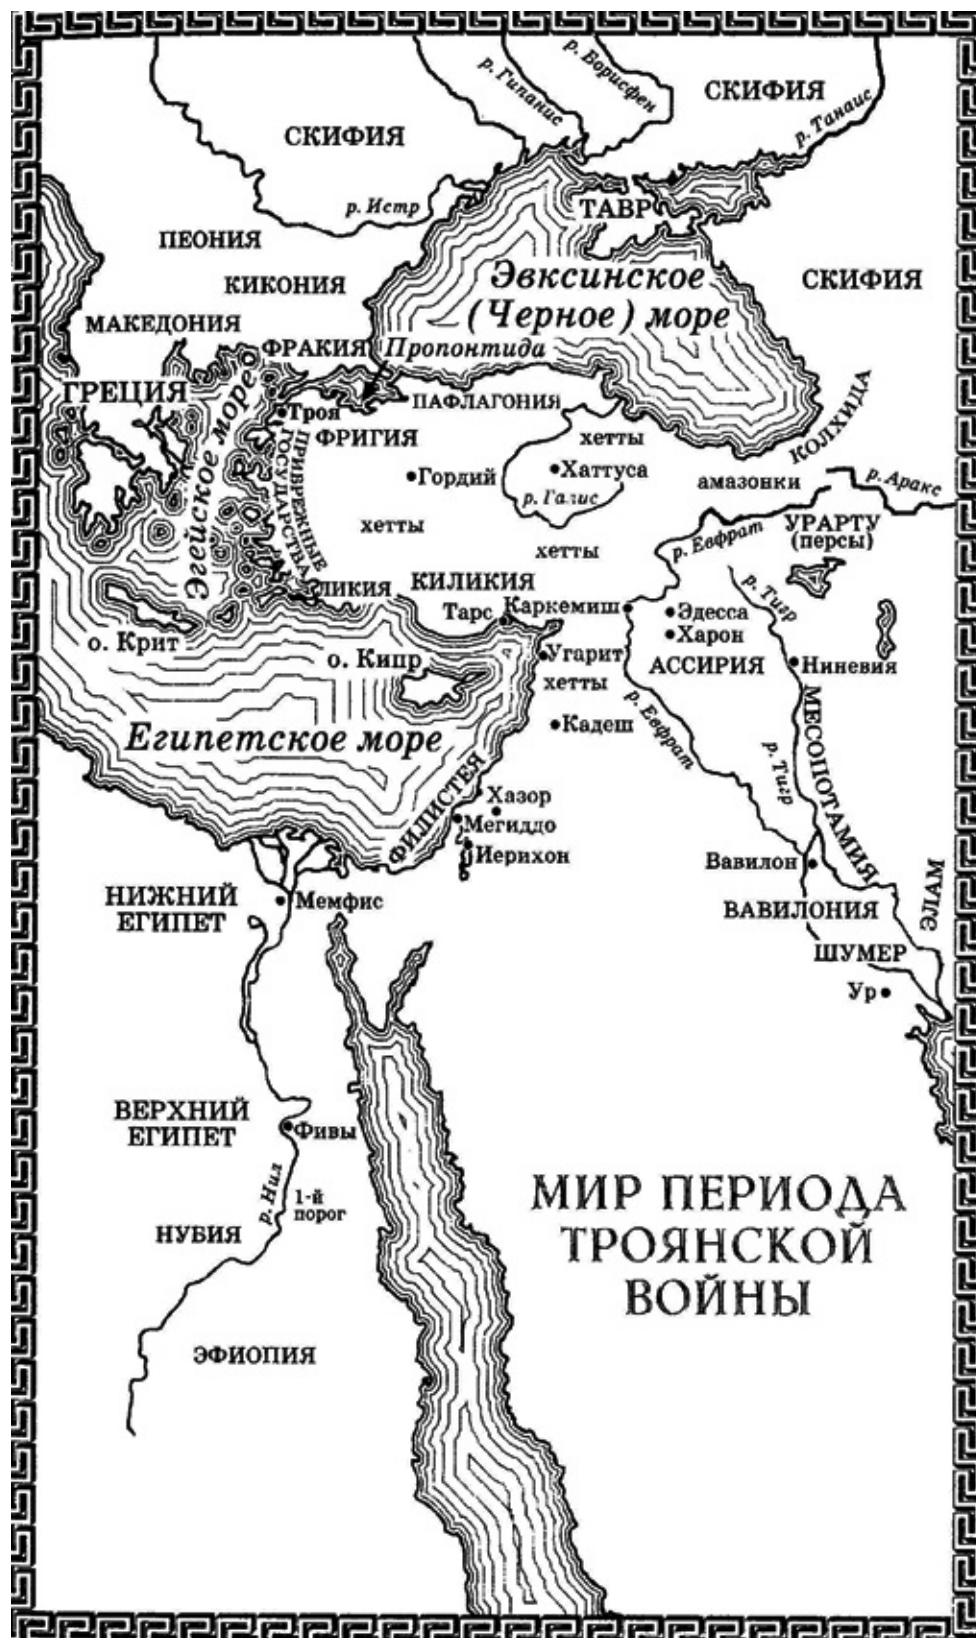 р. Гипанис
р. Борисфен
СКИФИЯ
р. Танаис
СКИФИЯ
р. Истр
ТАВР
ПЕОНИЯ
КИКОНИЯ
Эвксинское
(Черное) море
СКИФИЯ
МАКЕДОНИЯ
ФРАКИЯ
Пропонтида
ГРЕЦИЯ
Эгейское море
Троя
ПАФЛАГОНИЯ
КОЛХИДА
ФРИГИЯ
ПРИБРЕЖНЫЕ
ГОСУДАРСТВА
хетты
Гордий
Хаттуса
р. Галис
амазонки
р. Аракс
хетты
хетты
р. Евфрат
УРАРТУ
(персы)
ЛИКИЯ
КИЛИКИЯ
р. Тигр
Тарс
Каркемиш
Эдесса
Харон
о. Крит
о. Кипр
Угарит
АССИРИЯ
Ниневия
хетты
р. Евфрат
Кадеш
МЕСОПОТАМИЯ
Египетское море
р. Тигр
ФИЛИСТЕЯ
Хазор
Мегиддо
Иерихон
Вавилон
НИЖНИЙ
ЕГИПЕТ
Мемфис
ВАВИЛОНИЯ
ЭЛАМ
ШУМЕР
Ур
ВЕРХНИЙ
ЕГИПЕТ
Фивы
р. Нил
1-й
порог
НУБИЯ
МИР ПЕРИОДА
ТРОЯНСКОЙ
ВОЙНЫ
ЭФИОПИЯ